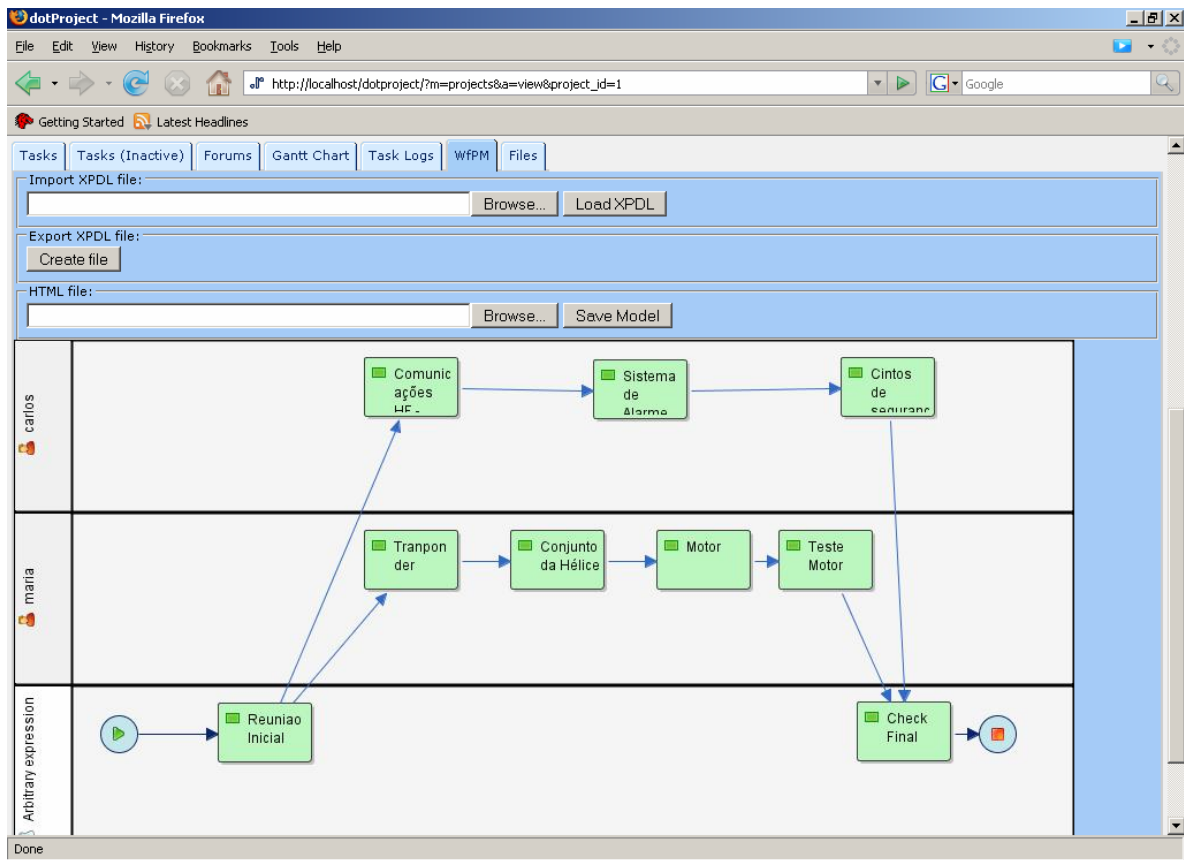 dotProject - Mozilla Firefox
File Edit View History Bookmarks Tools Help
http://localhost/dotproject/?m=projects&a=view&project_id=1
G Google
Getting Started Latest Headlines
Tasks Tasks (Inactive) Forums Gantt Chart Task Logs WfPM Files
Import XPDL file:
Browse... Load XPDL
Export XPDL file:
Create file
HTML file:
Browse... Save Model
carlos
Comunic
ações
HF -
Sistema
de
Alarme
Cintos
de
seguranc
maria
Tranpon
der
Conjunto
da Hélice
Motor
Teste
Motor
Arbitrary expression
Reuniao
Inicial
Check
Final
Done